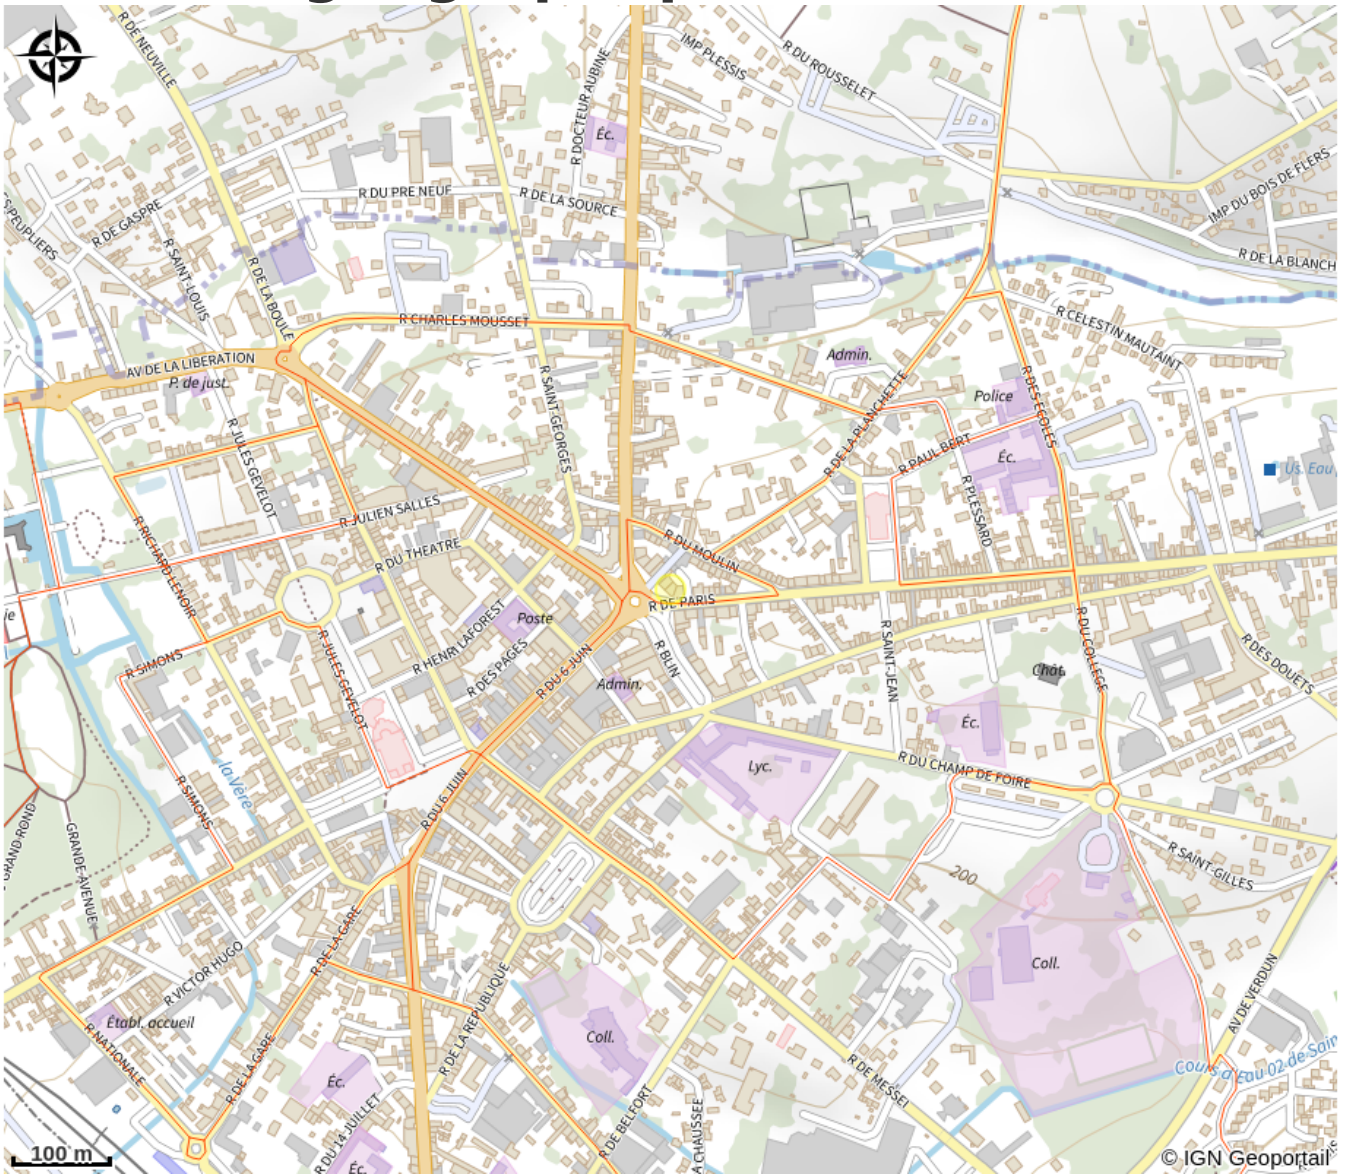 R DE NEUVILLE
R DOCTEUR AUBINE
IMP PLESSIS
R DU ROUSSELET
Éc.
R DU PRE NEUF
R DE LA SOURCE
IMP DU BOIS DE FLERS
R DE GASPRE
R SAINT-LOUIS
R DE LA BOULE
R DE LA BLANCH
R CHARLES MOUSSET
R CELESTIN MAUTAINT
AV DE LA LIBERATION
P. de just.
Admin.
R SAINT-GEORGES
R DE LA PLANCHETTE
Police
R DES ECOLES
R JULES GEVELOT
R PAUL BERT
Éc.
Us. Eau
R PLESSARD
R JULIEN SALLES
R RICHARD LENOIR
R DU THEATRE
R DU MOULIN
R DE PARIS
Poste
R HENRI LAFOREST
R DES PAGES
R BLIN
R SAINT-JEAN
R DU COLLEGE
R DES DOUETS
R SIMONS
R JULES GEVELOT
R DU 6 JUIN
Admin.
Chât.
Éc.
Lyc.
R DU CHAMP DE FOIRE
la Vère
R SIMONS
R DU 6 JUIN
GRAND ROND
GRANDE AVENUE
R SAINT-GILLES
200
R DE LA GARE
R VICTOR HUGO
R DE LA REPUBLIQUE
Coll.
AV DE VERDUN
Établ. accueil
R NATIONALE
R DE LA GARE
Coll.
Éc.
R DE MESSEI
Cours d'Eau 02 de Sain
R DU 14 JUILLET
R DE BELFORT
A CHAUSSEE
Éc.
100 m
© IGN Geoportail